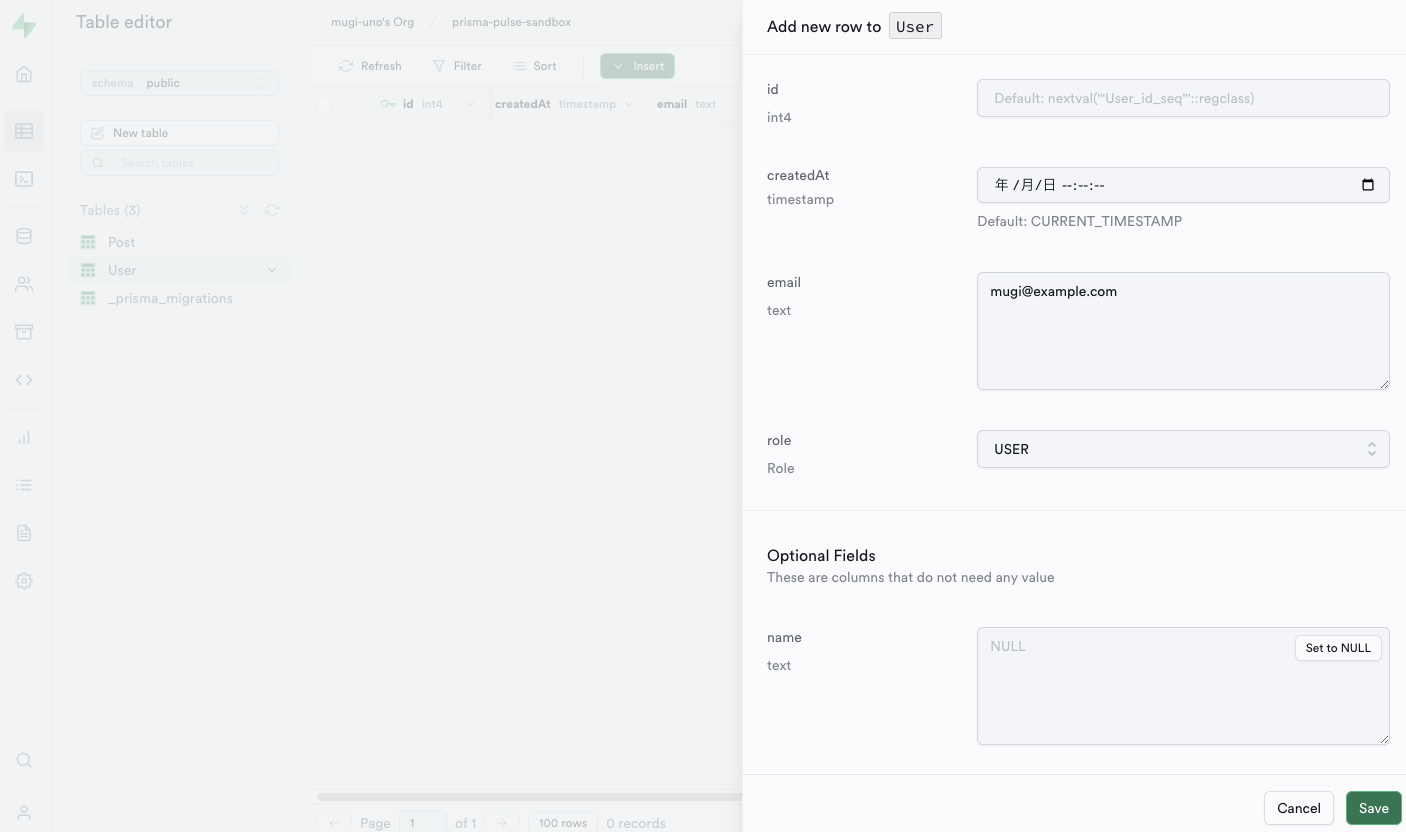 Table editor
schema public
New table
Search tables
Tables (3)
Post
User
_prisma_migrations
mugi-uno's Org / prisma-pulse-sandbox
Refresh Filter Sort Insert
id int4 createdAt timestamp email text
Page 1 of 1 100 rows 0 records
Add new row to User
id
int4
Default: nextval('"User_id_seq"'::regclass)
createdAt
timestamp
年 /月/日 --:--:--
Default: CURRENT_TIMESTAMP
email
text
mugi@example.com
role
Role
USER
Optional Fields
These are columns that do not need any value
name
text
NULL
Set to NULL
Cancel Save